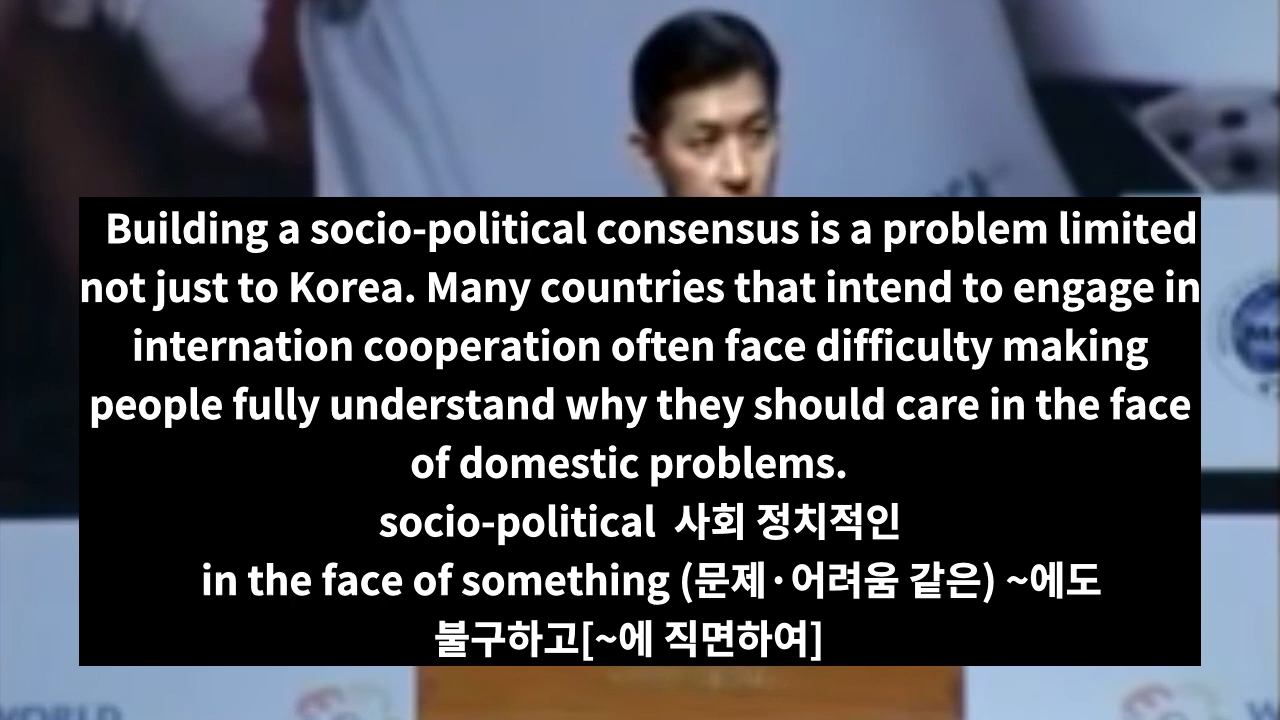 Building a socio-political consensus is a problem limited
not just to Korea. Many countries that intend to engage in
internation cooperation often face difficulty making
people fully understand why they should care in the face
of domestic problems.
socio-political 사회 정치적인
in the face of something (문제·어려움 같은) ~에도
불구하고[~에 직면하여]
WORLD